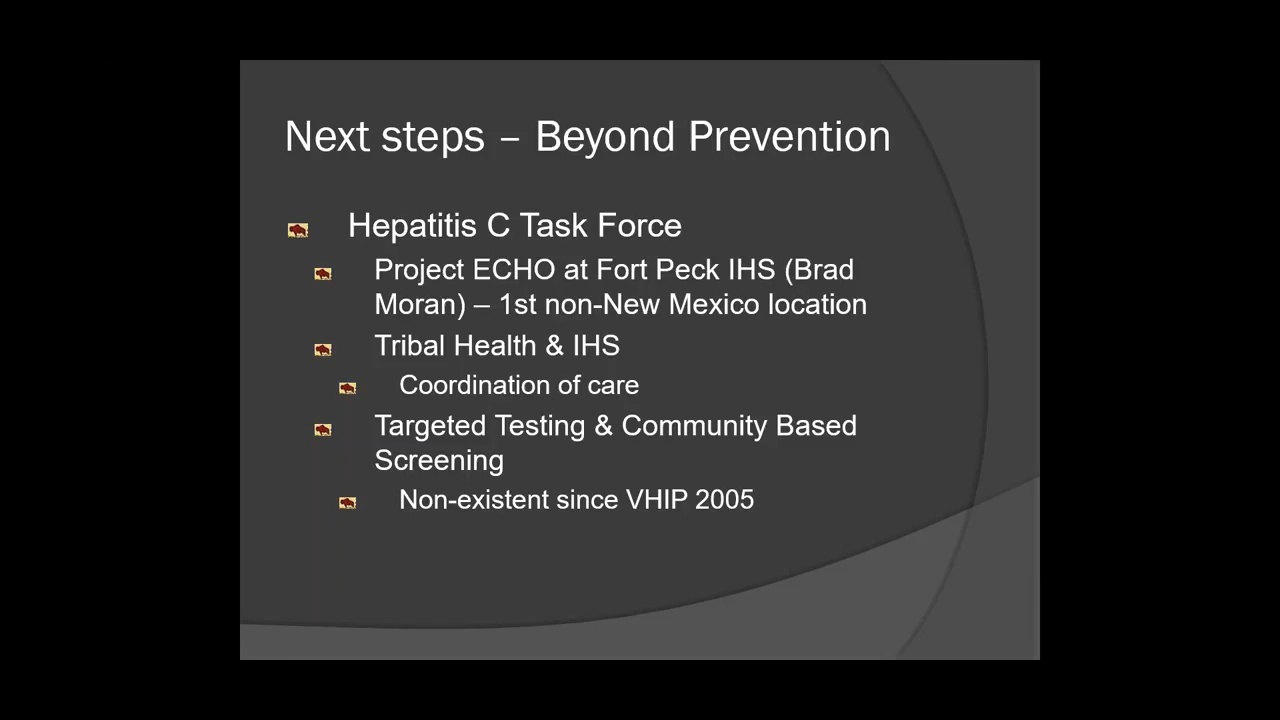 Next steps – Beyond Prevention
Hepatitis C Task Force
Project ECHO at Fort Peck IHS (Brad
Moran) – 1st non-New Mexico location
Tribal Health & IHS
Coordination of care
Targeted Testing & Community Based
Screening
Non-existent since VHIP 2005